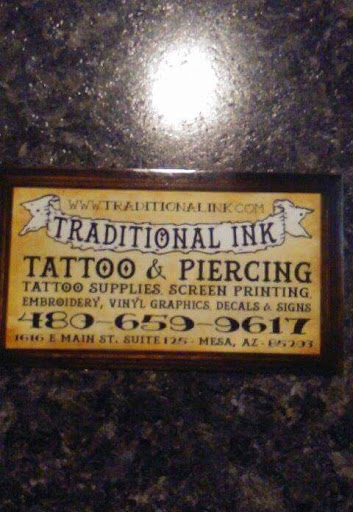 WWW.TRADITIONALINK.COM
TRADITIONAL INK
TATTOO & PIERCING
TATTOO SUPPLIES, SCREEN PRINTING,
EMBROIDERY, VINYL GRAPHICS, DECALS & SIGNS
480-659-9617
1616 E MAIN ST. SUITE 125 - MESA, AZ - 85203